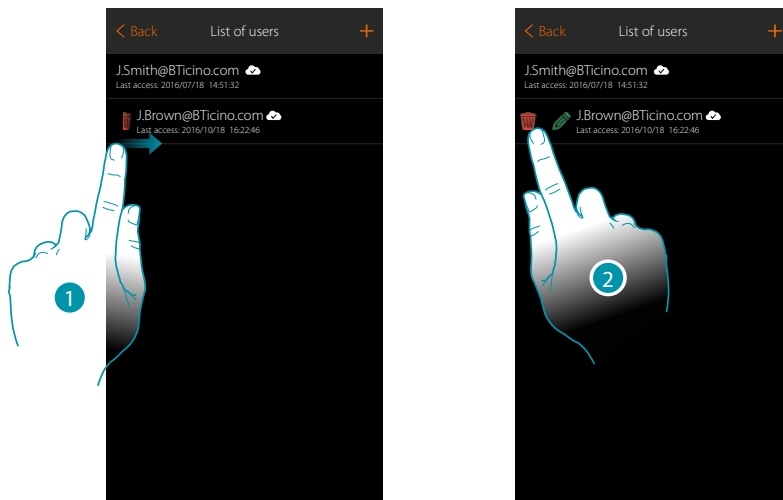 < Back List of users +
J.Smith@BTicino.com
Last access: 2016/07/18 14:51:32
J.Brown@BTicino.com
Last access: 2016/10/18 16:22:46
1
< Back List of users +
J.Smith@BTicino.com
Last access: 2016/07/18 14:51:32
J.Brown@BTicino.com
Last access: 2016/10/18 16:22:46
2